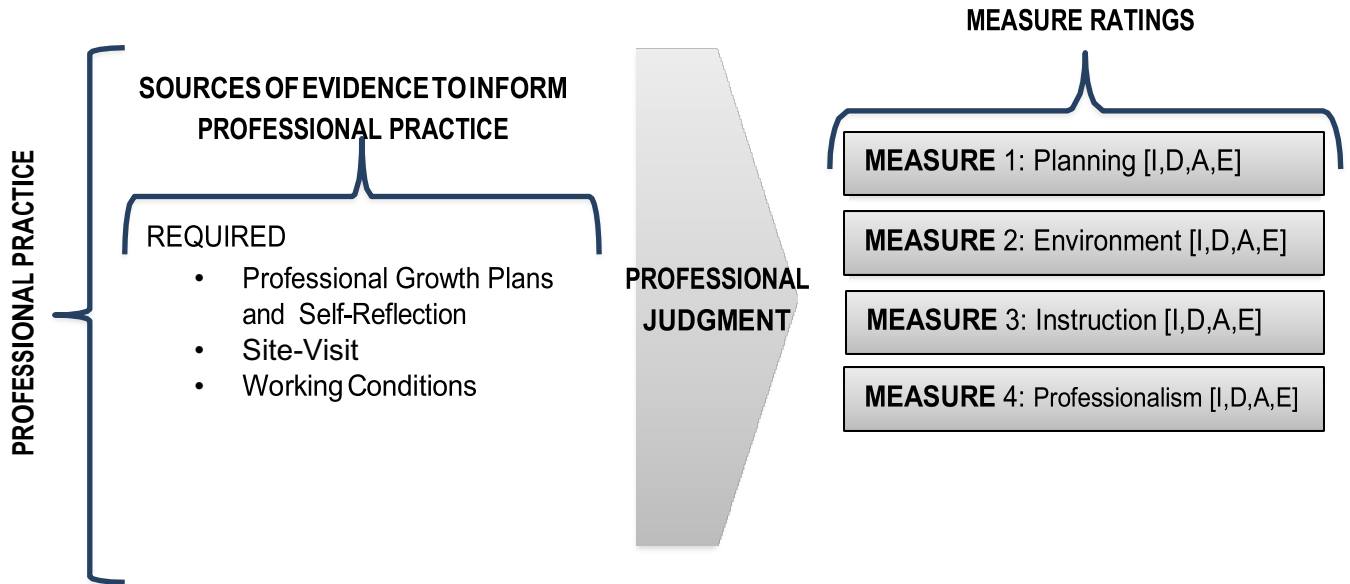 PROFESSIONAL PRACTICE
SOURCES OF EVIDENCE TO INFORM
PROFESSIONAL PRACTICE
REQUIRED
• Professional Growth Plans
and Self-Reflection
• Site-Visit
• Working Conditions
PROFESSIONAL
JUDGMENT
MEASURE RATINGS
MEASURE 1: Planning [I,D,A,E]
MEASURE 2: Environment [I,D,A,E]
MEASURE 3: Instruction [I,D,A,E]
MEASURE 4: Professionalism [I,D,A,E]